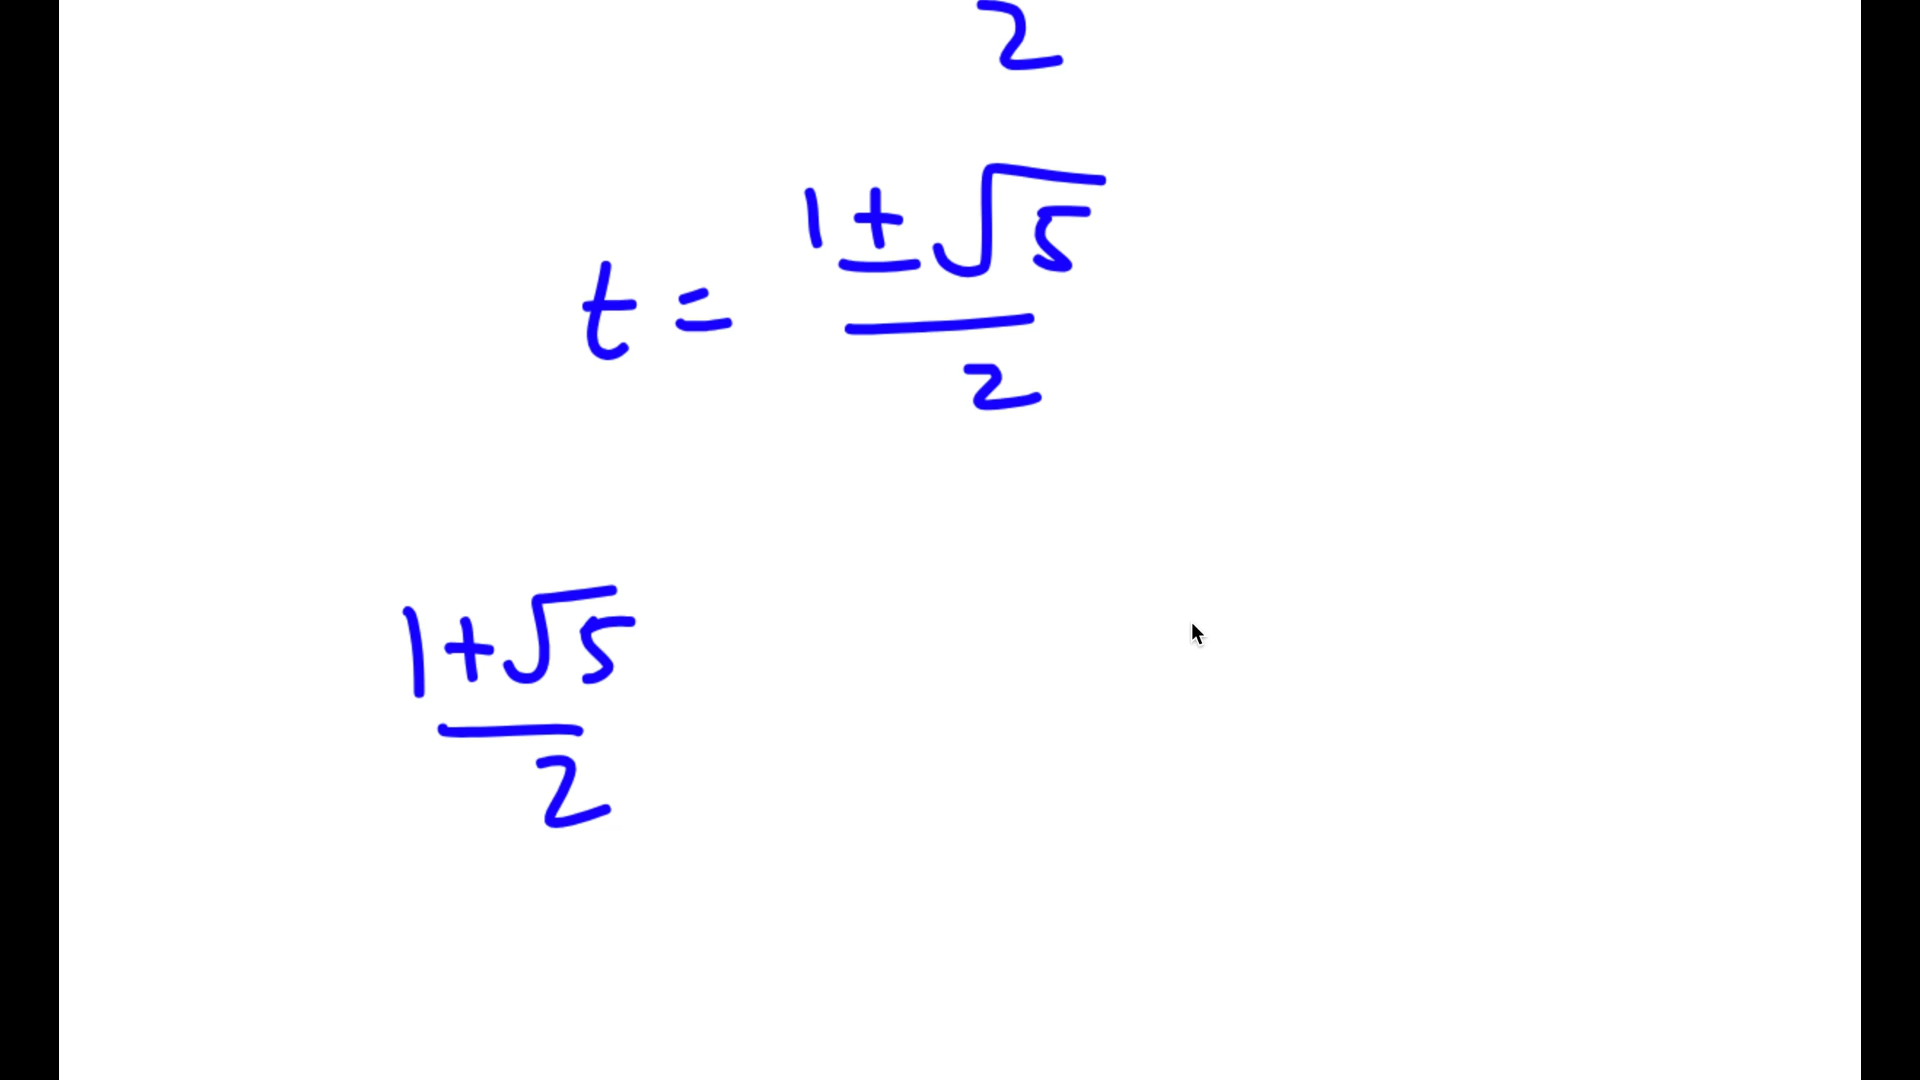 2
t = (1 ± √5) / 2
(1 + √5) / 2